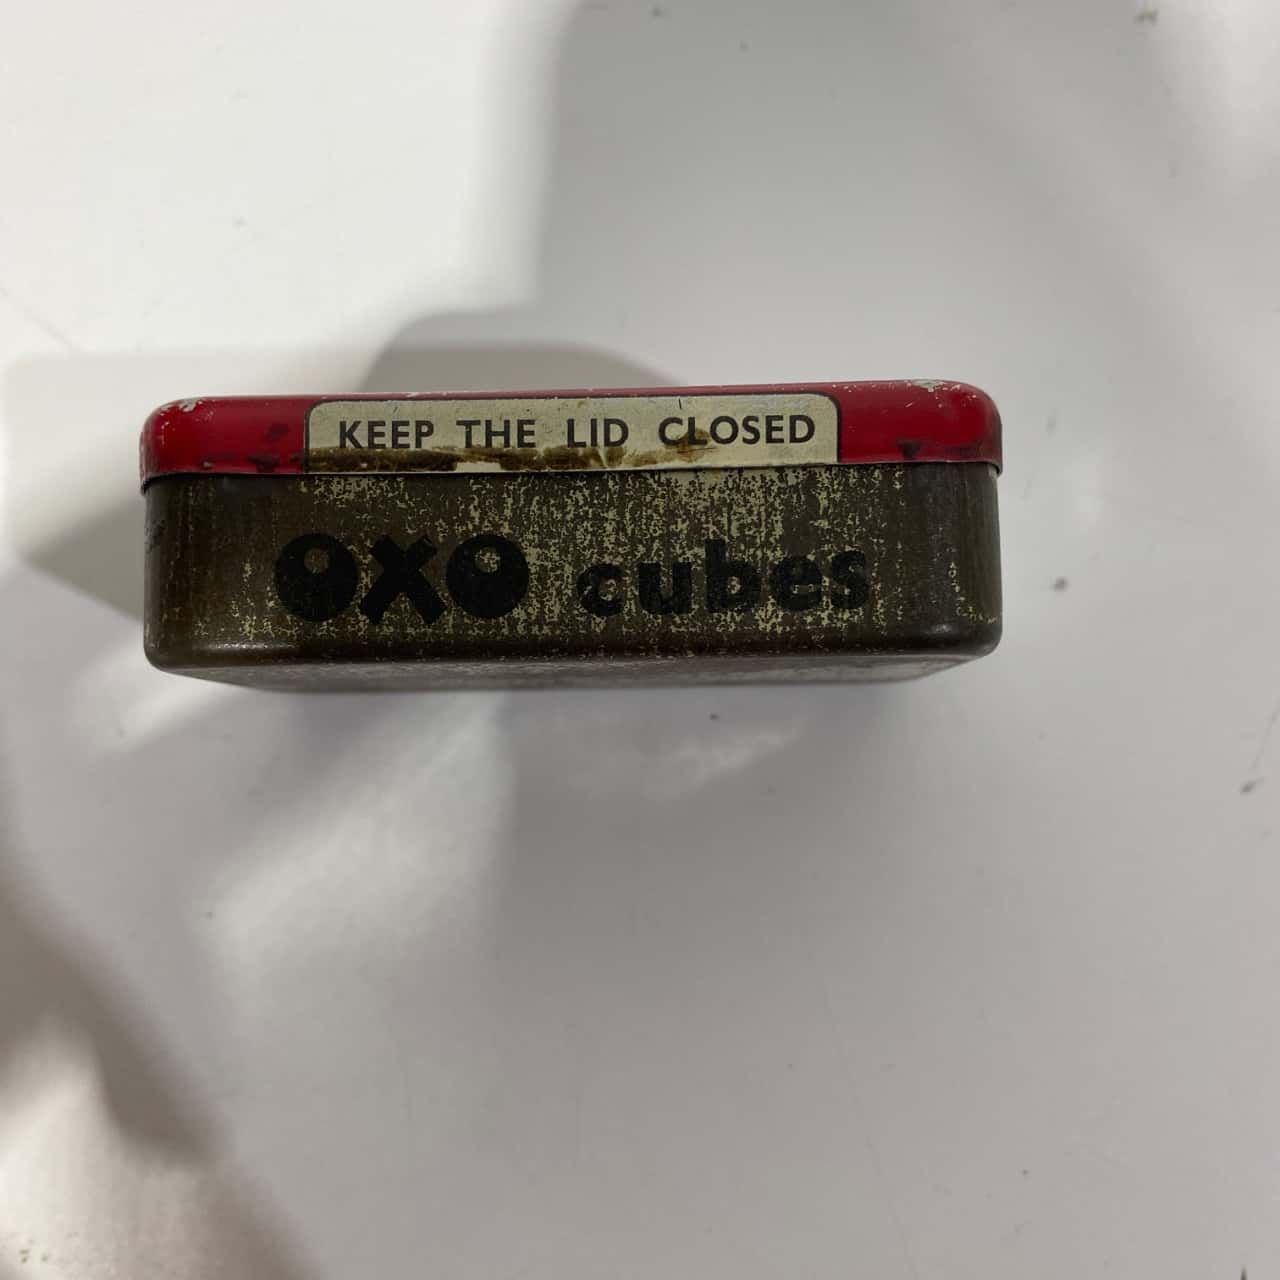 KEEP THE LID CLOSED
OXO cubes